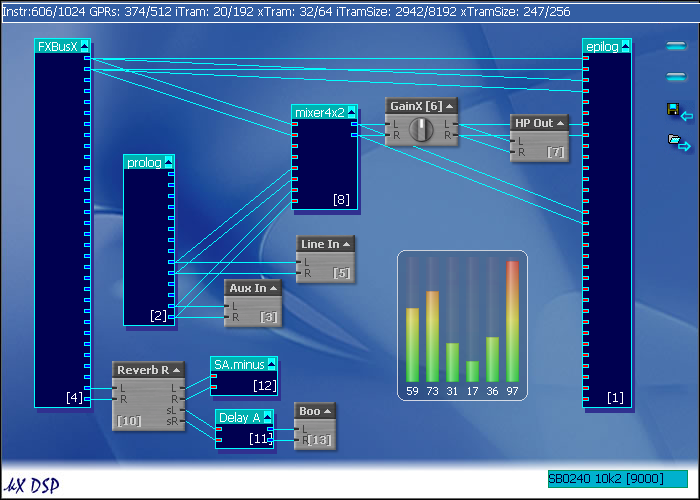 Instr:606/1024 GPRs: 374/512 iTram: 20/192 xTram: 32/64 iTramSize: 2942/8192 xTramSize: 247/256
FXBusX
epilog
mixer4x2
GainX [6]
L L
R R
HP Out
L
R
[7]
prolog
[8]
Line In
L
R
[5]
[2]
Aux In
L
R
[3]
Reverb R
L L
R R
sL
sR
[10]
[4]
SA.minus
[12]
Delay A
[11]
Boo
L
R
[13]
59 73 31 17 36 97
[1]
µX DSP
SB0240 10k2 [9000]